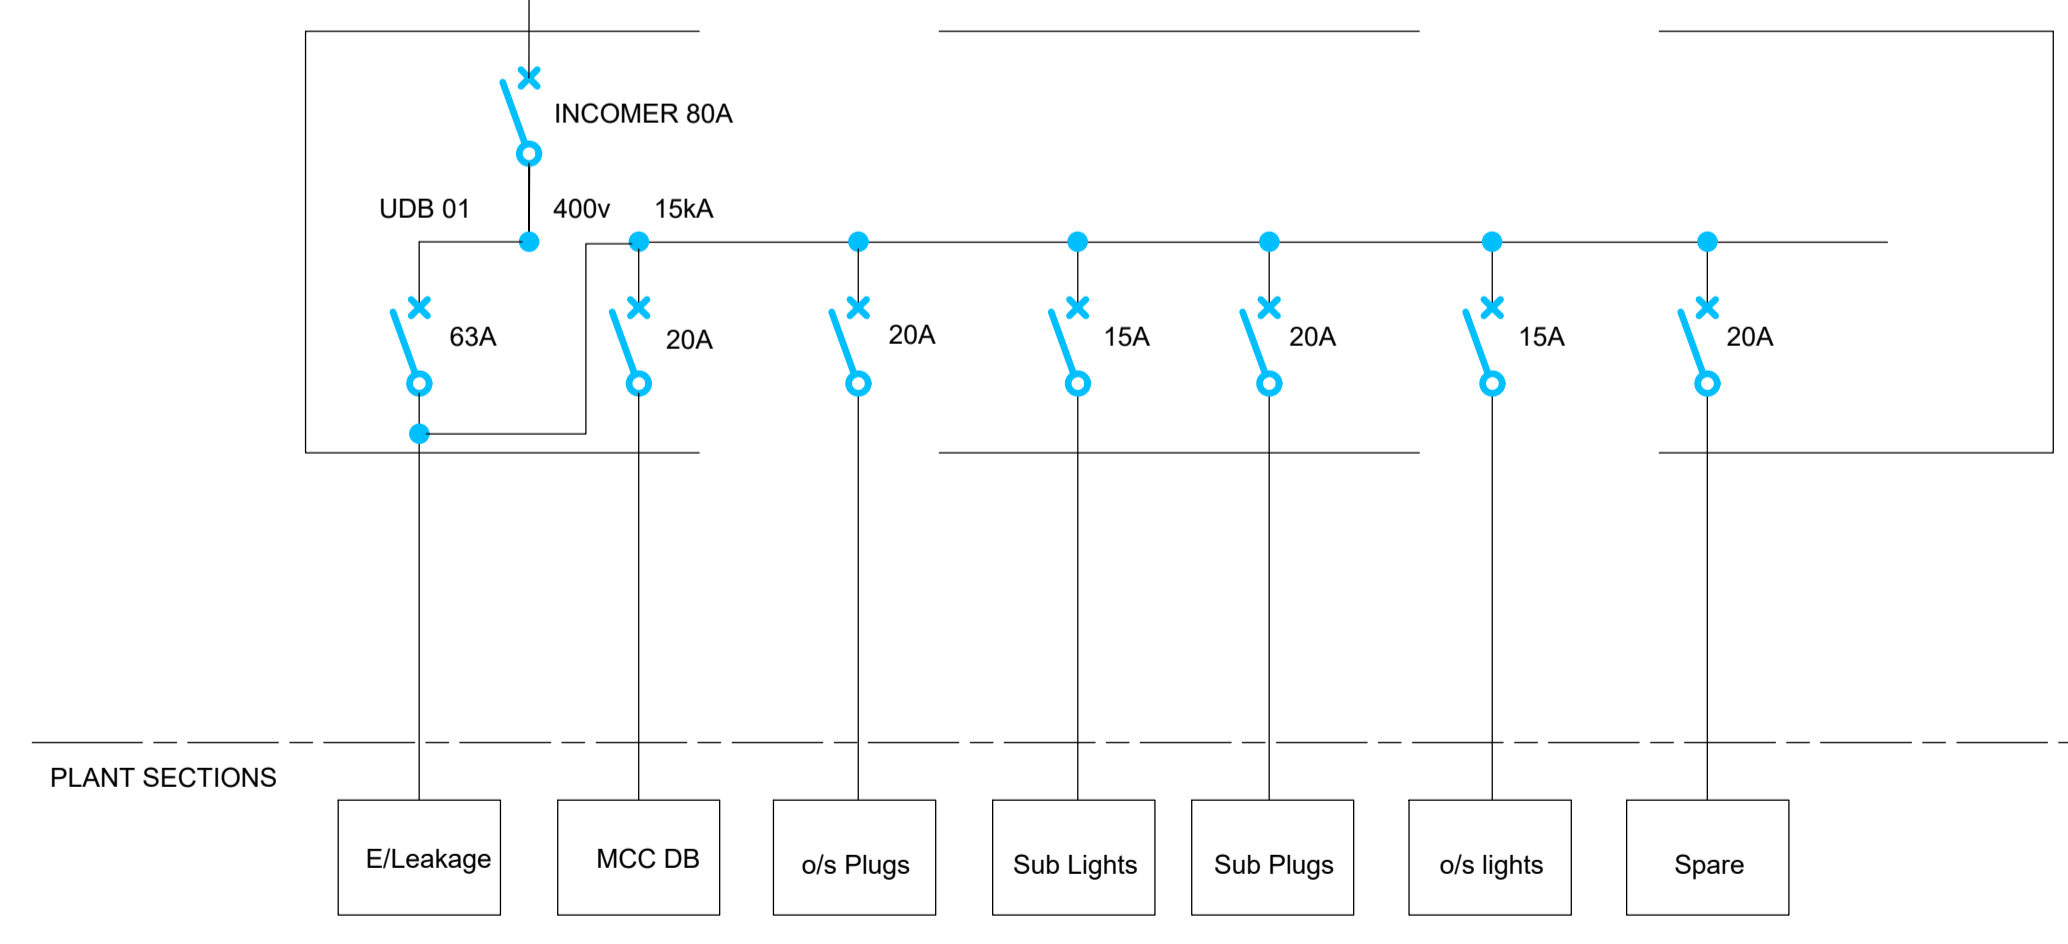 INCOMER 80A
UDB 01 400v 15kA
63A 20A 20A 15A 20A 15A 20A
PLANT SECTIONS
E/Leakage MCC DB o/s Plugs Sub Lights Sub Plugs o/s lights Spare